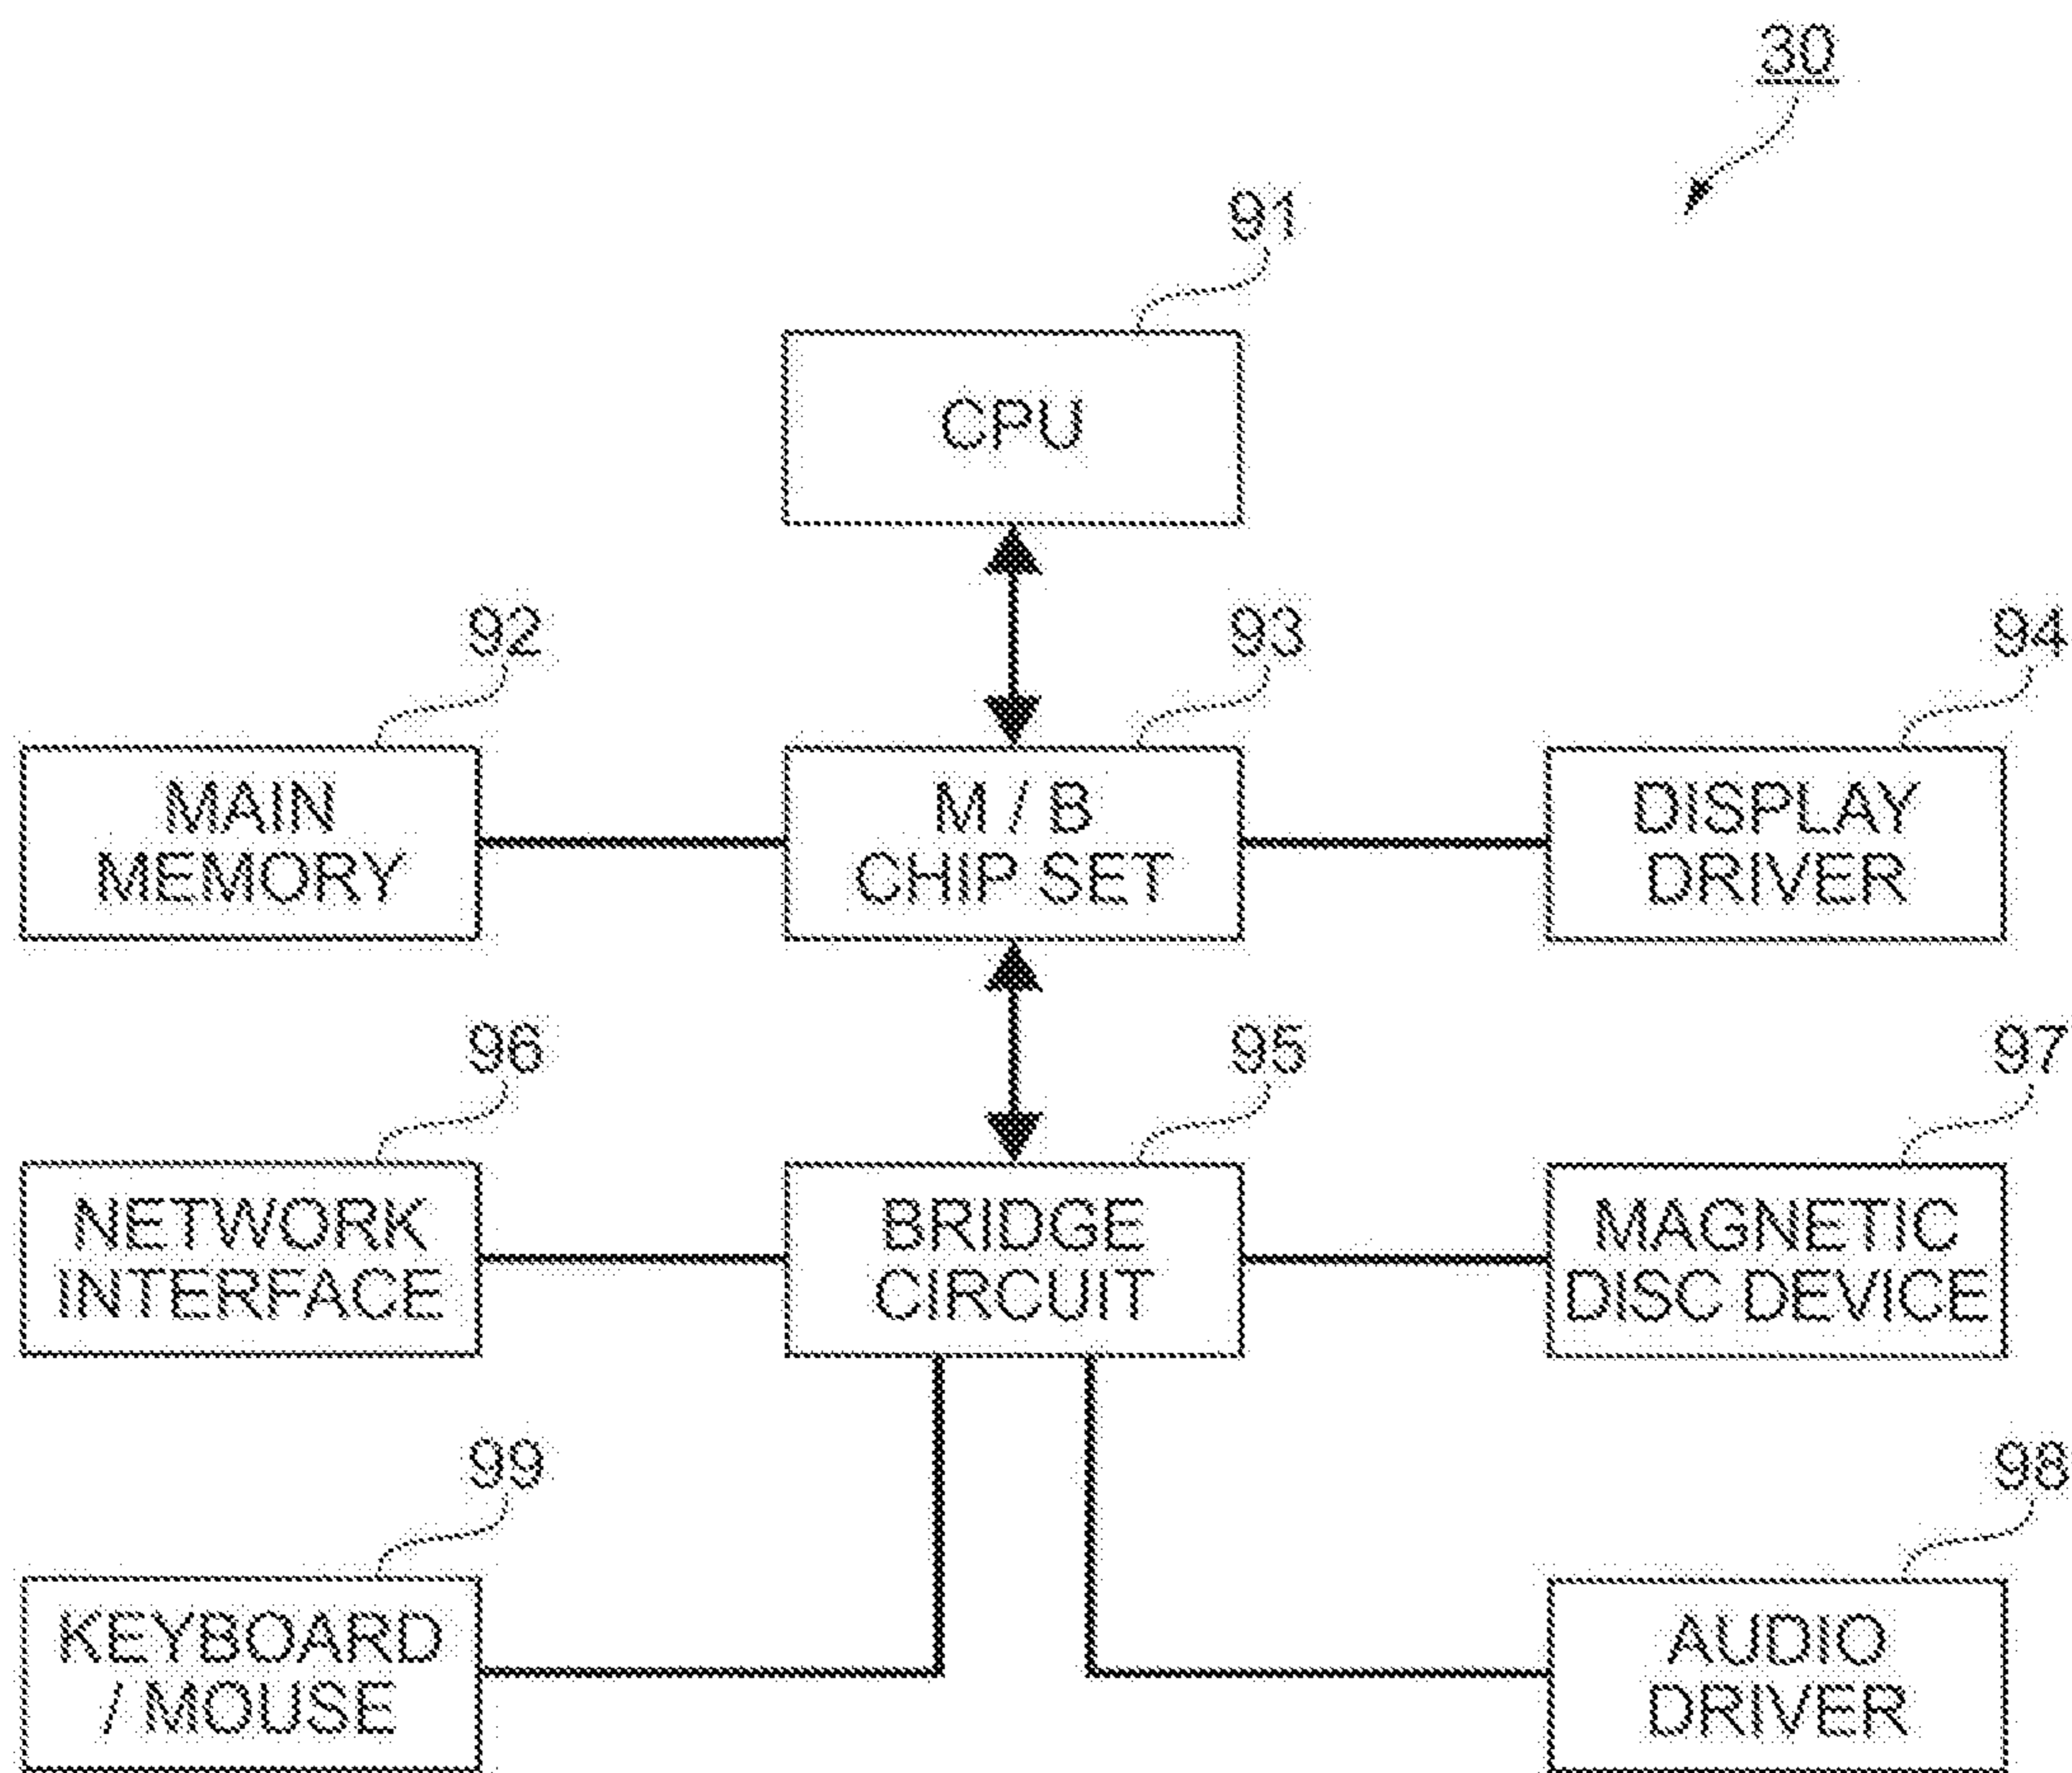 30
91
CPU
92
93
94
MAIN
MEMORY
M / B
CHIP SET
DISPLAY
DRIVER
96
95
97
NETWORK
INTERFACE
BRIDGE
CIRCUIT
MAGNETIC
DISC DEVICE
99
98
KEYBOARD
/ MOUSE
AUDIO
DRIVER